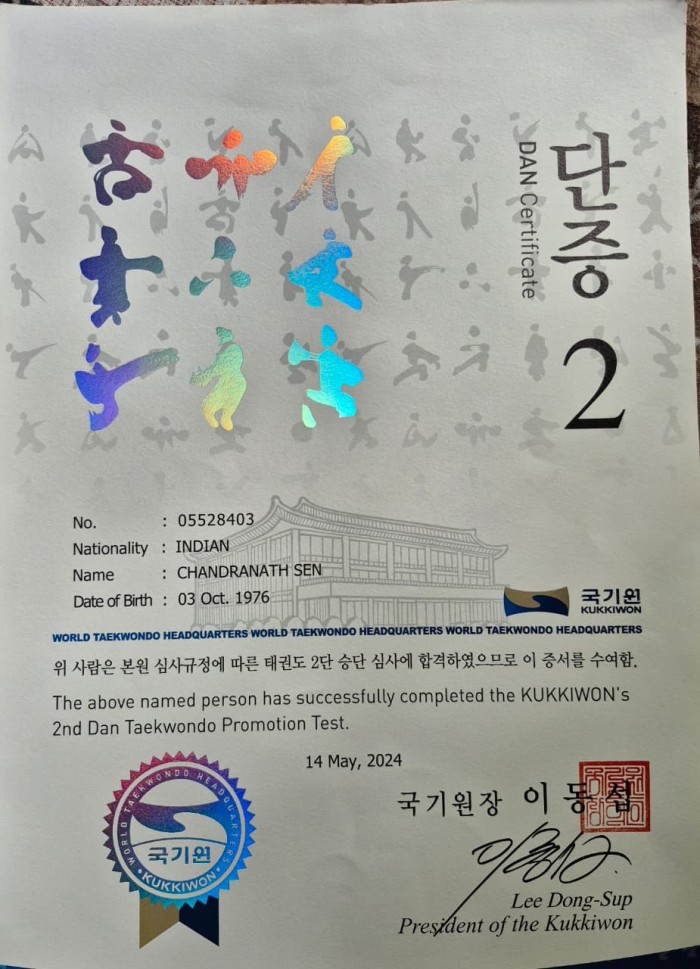 단증
DAN Certificate
2
No. : 05528403
Nationality : INDIAN
Name : CHANDRANATH SEN
Date of Birth : 03 Oct. 1976
국기원
KUKKIWON
WORLD TAEKWONDO HEADQUARTERS WORLD TAEKWONDO HEADQUARTERS WORLD TAEKWONDO HEADQUARTERS
위 사람은 본원 심사규정에 따른 태권도 2단 승단 심사에 합격하였으므로 이 증서를 수여함.
The above named person has successfully completed the KUKKIWON's
2nd Dan Taekwondo Promotion Test.
14 May, 2024
국기원장 이동섭
WORLD TAEKWONDO HEADQUARTERS
국기원
KUKKIWON
Lee Dong-Sup
President of the Kukkiwon